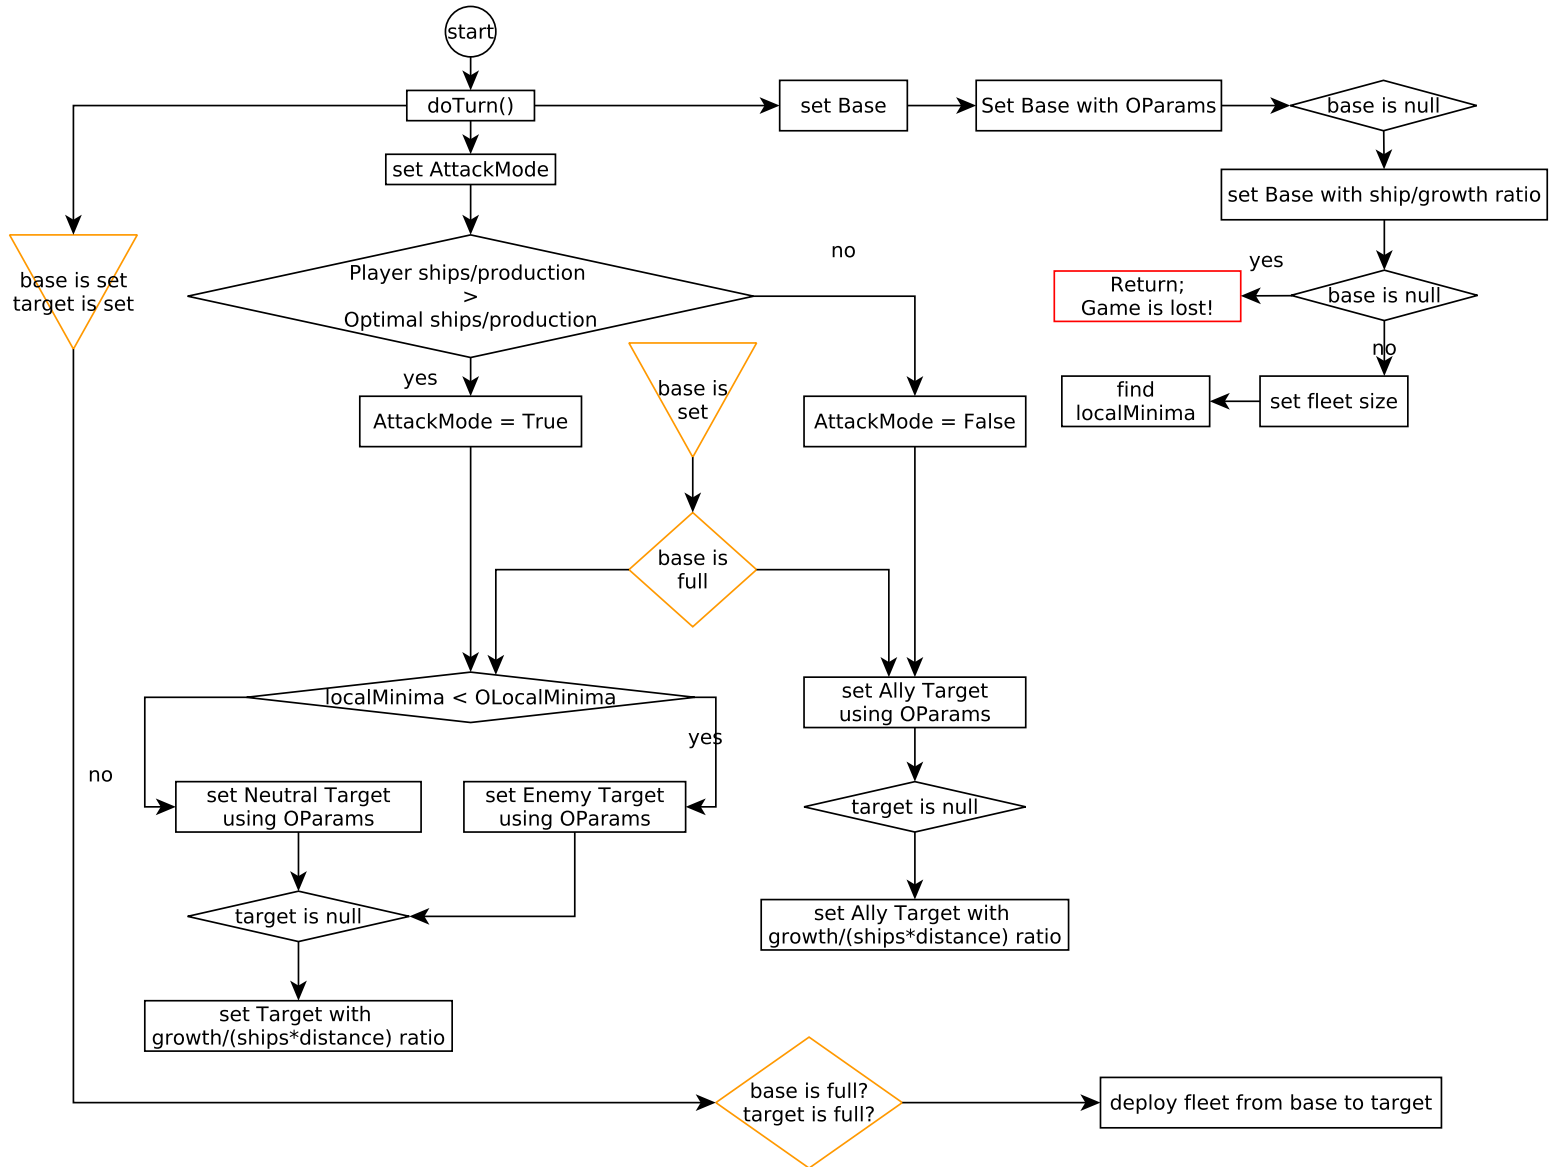 start
doTurn()
set Base
Set Base with OParams
base is null
set AttackMode
set Base with ship/growth ratio
base is set
target is set
Player ships/production
>
Optimal ships/production
no
yes
Return;
Game is lost!
base is null
no
yes
AttackMode = True
base is
set
AttackMode = False
find
localMinima
set fleet size
base is
full
localMinima < OLocalMinima
set Ally Target
using OParams
yes
no
set Neutral Target
using OParams
set Enemy Target
using OParams
target is null
target is null
set Ally Target with
growth/(ships*distance) ratio
set Target with
growth/(ships*distance) ratio
base is full?
target is full?
deploy fleet from base to target